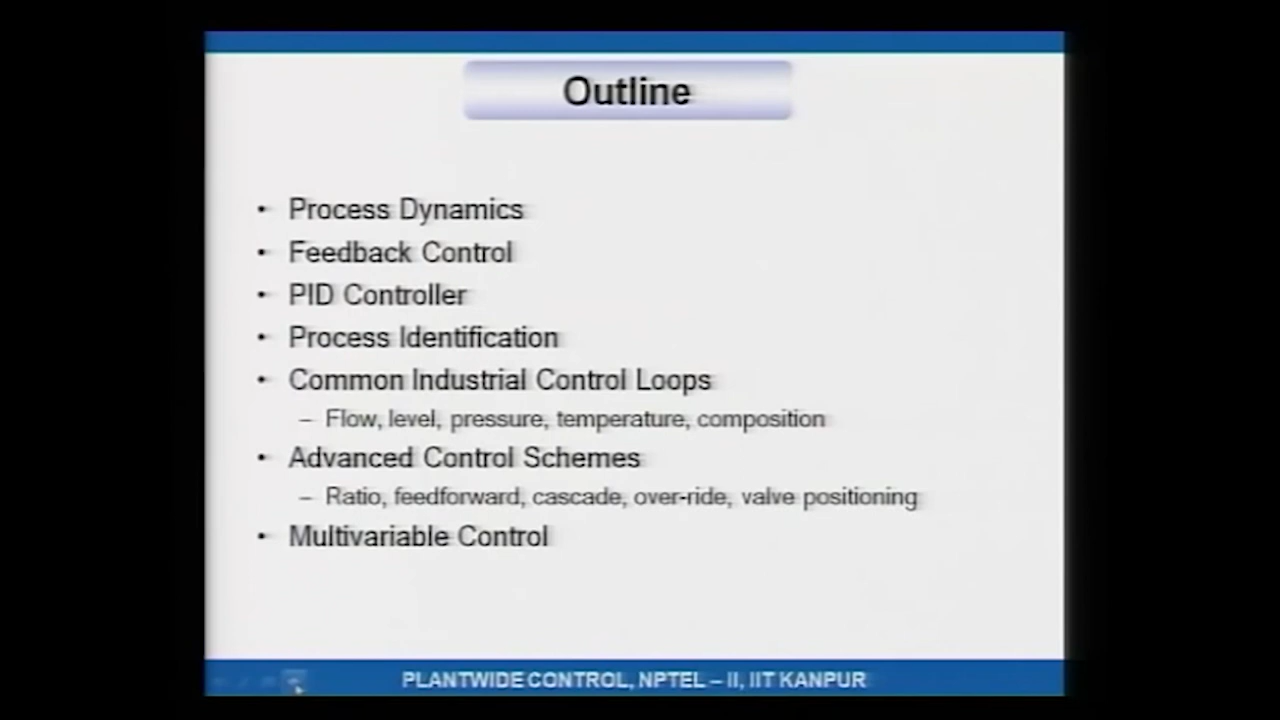 Outline
• Process Dynamics
• Feedback Control
• PID Controller
• Process Identification
• Common Industrial Control Loops
– Flow, level, pressure, temperature, composition
• Advanced Control Schemes
– Ratio, feedforward, cascade, over-ride, valve positioning
• Multivariable Control
PLANTWIDE CONTROL, NPTEL – II, IIT KANPUR